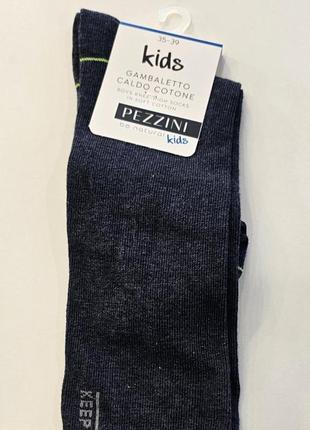 35-39
kids
GAMBALETTO
CALDO COTONE
BOYS KNEE-HIGH SOCKS
IN SOFT COTTON
PEZZINI
be natural
kids
KEEP